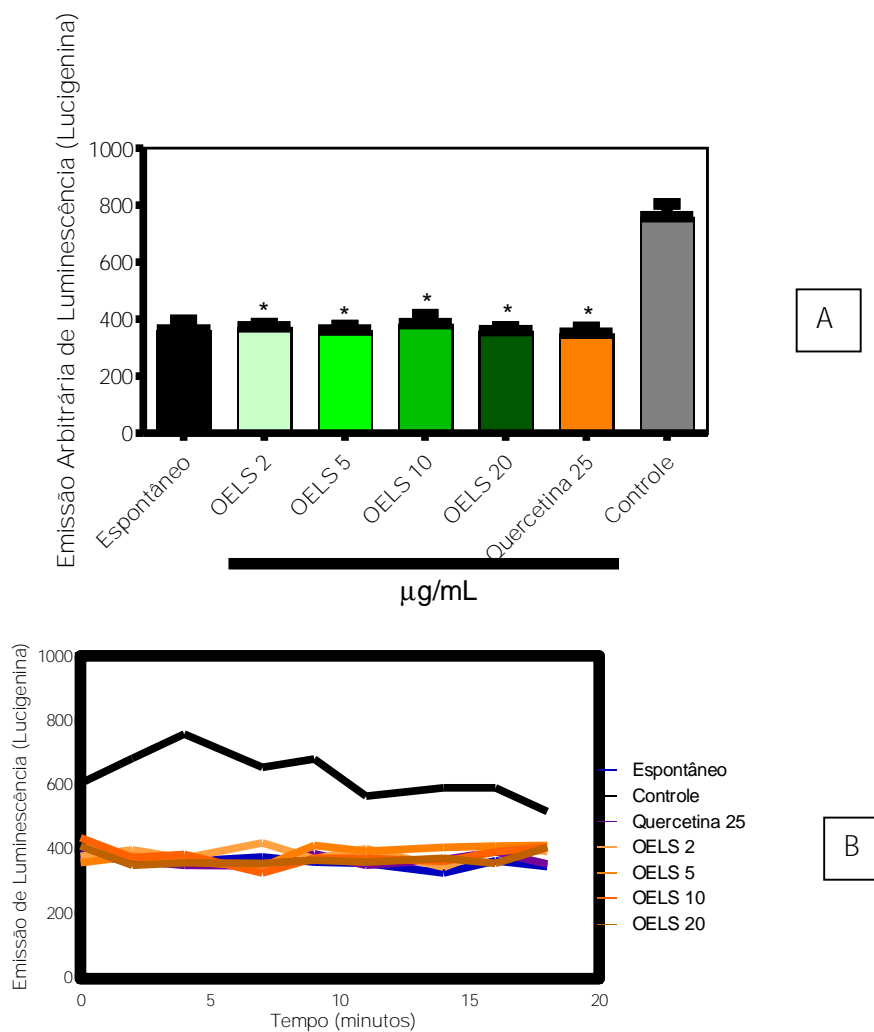 Emissão Arbitrária de Luminescência (Lucigenina)
1000
800
600
400
200
0
*
*
*
*
*
Espontâneo
OELS 2
OELS 5
OELS 10
OELS 20
Quercetina 25
Controle
µg/mL
A
Emissão de Luminescência (Lucigenina)
1000
800
600
400
200
0
0
5
10
15
20
Tempo (minutos)
Espontâneo
Controle
Quercetina 25
OELS 2
OELS 5
OELS 10
OELS 20
B